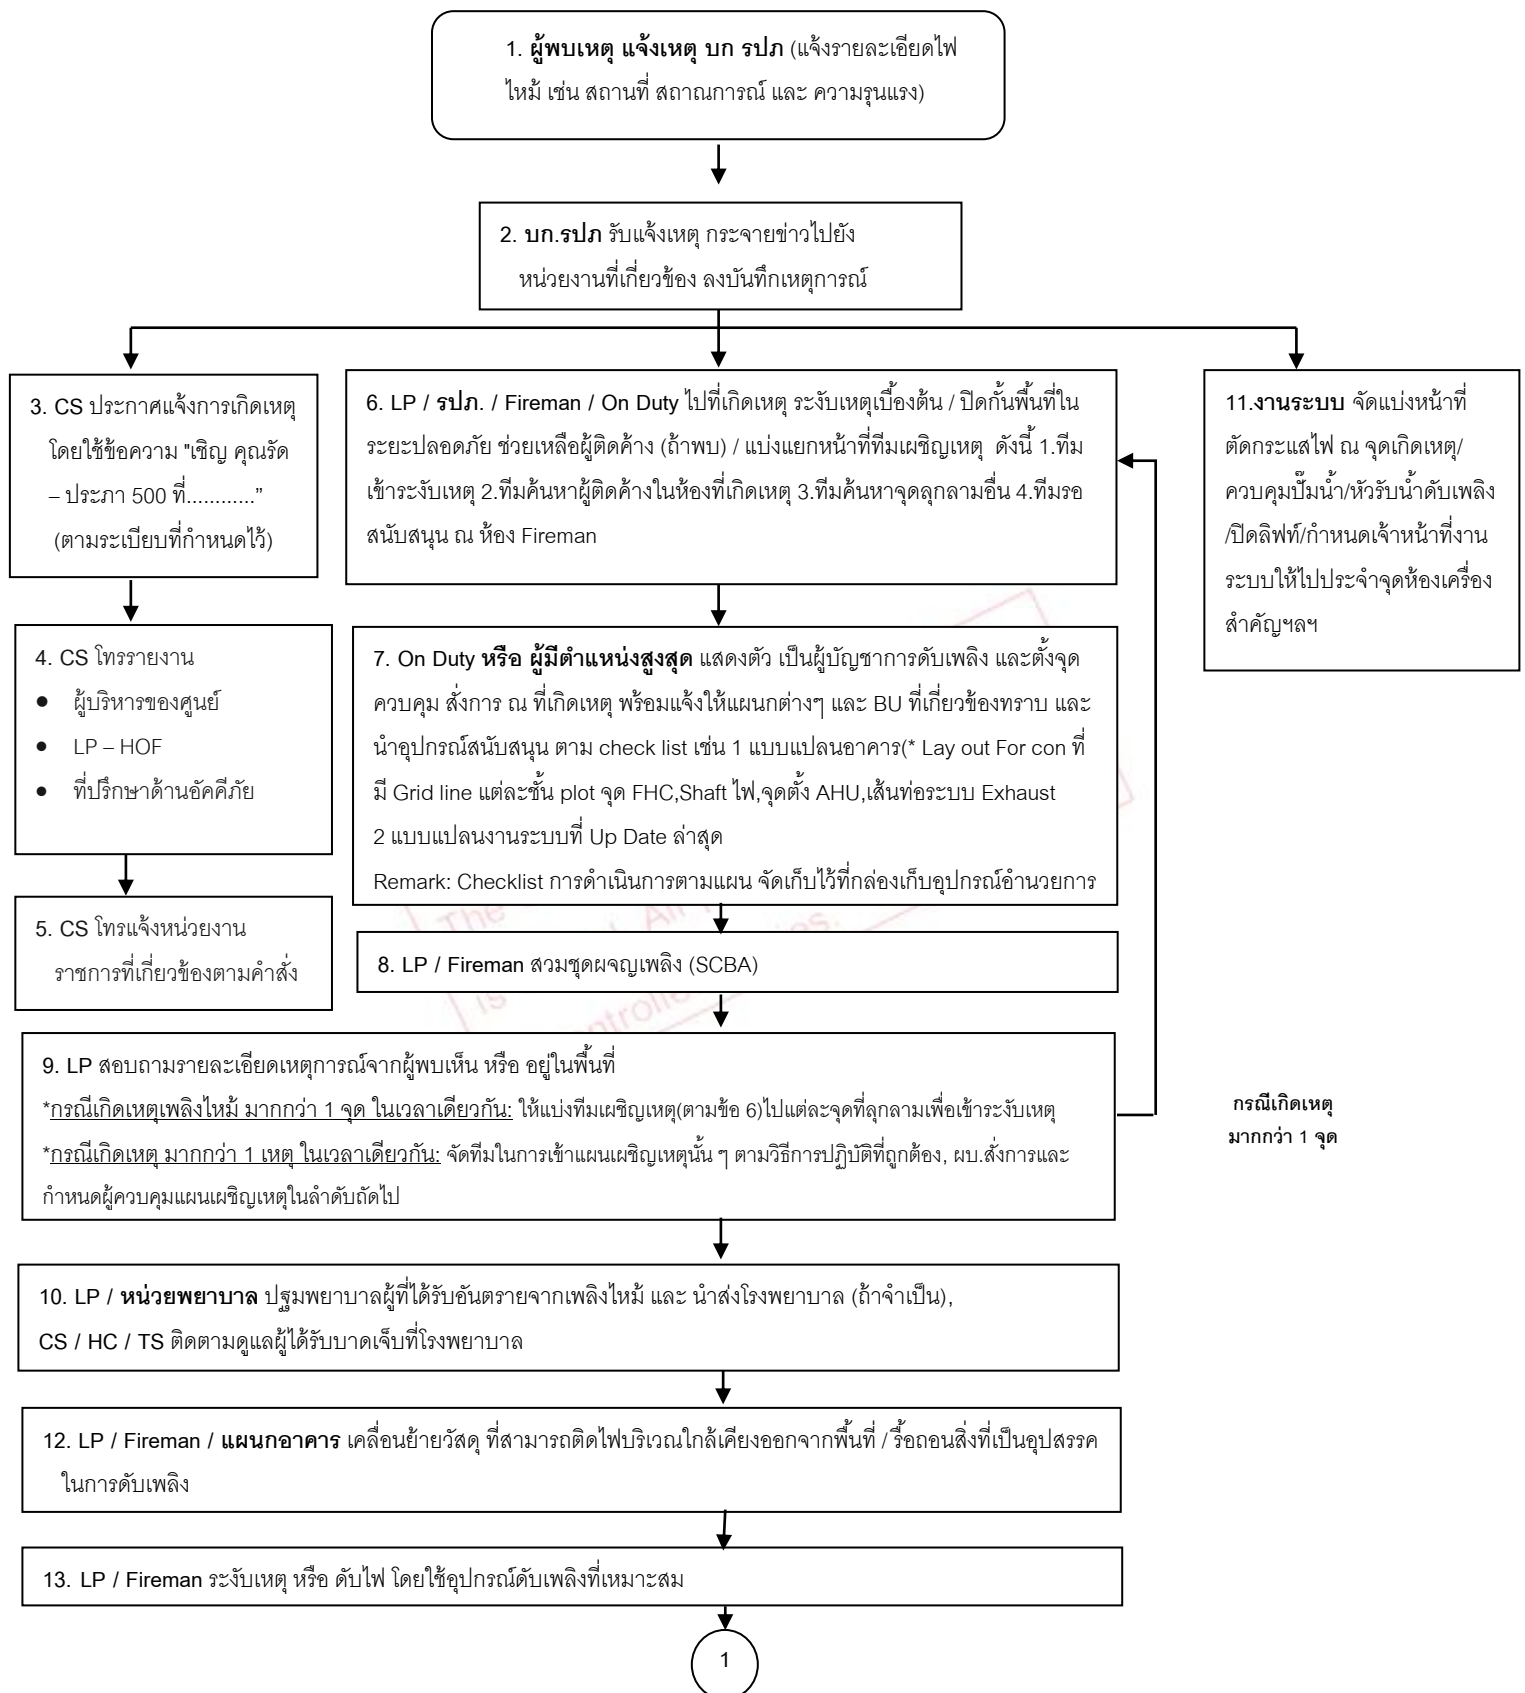 1. ผู้พบเหตุ แจ้งเหตุ บก รปภ (แจ้งรายละเอียดไฟ
ไหม้ เช่น สถานที่ สถาณการณ์ และ ความรุนแรง)
2. บก.รปภ รับแจ้งเหตุ กระจายข่าวไปยัง
หน่วยงานที่เกี่ยวข้อง ลงบันทึกเหตุการณ์
3. CS ประกาศแจ้งการเกิดเหตุ
โดยใช้ข้อความ "เชิญ คุณรัด
– ประภา 500 ที่............”
(ตามระเบียบที่กำหนดไว้)
4. CS โทรรายงาน
● ผู้บริหารของศูนย์
● LP – HOF
● ที่ปรึกษาด้านอัคคีภัย
5. CS โทรแจ้งหน่วยงาน
ราชการที่เกี่ยวข้องตามคำสั่ง
6. LP / รปภ. / Fireman / On Duty ไปที่เกิดเหตุ ระงับเหตุเบื้องต้น / ปิดกั้นพื้นที่ใน
ระยะปลอดภัย ช่วยเหลือผู้ติดค้าง (ถ้าพบ) / แบ่งแยกหน้าที่ทีมเผชิญเหตุ ดังนี้ 1.ทีม
เข้าระงับเหตุ 2.ทีมค้นหาผู้ติดค้างในห้องที่เกิดเหตุ 3.ทีมค้นหาจุดลุกลามอื่น 4.ทีมรอ
สนับสนุน ณ ห้อง Fireman
7. On Duty หรือ ผู้มีตำแหน่งสูงสุด แสดงตัว เป็นผู้บัญชาการดับเพลิง และตั้งจุด
ควบคุม สั่งการ ณ ที่เกิดเหตุ พร้อมแจ้งให้แผนกต่างๆ และ BU ที่เกี่ยวข้องทราบ และ
นำอุปกรณ์สนับสนุน ตาม check list เช่น 1 แบบแปลนอาคาร(* Lay out For con ที่
มี Grid line แต่ละชั้น plot จุด FHC,Shaft ไฟ,จุดตั้ง AHU,เส้นท่อระบบ Exhaust
2 แบบแปลนงานระบบที่ Up Date ล่าสุด
Remark: Checklist การดำเนินการตามแผน จัดเก็บไว้ที่กล่องเก็บอุปกรณ์อำนวยการ
8. LP / Fireman สวมชุดผจญเพลิง (SCBA)
11.งานระบบ จัดแบ่งหน้าที่
ตัดกระแสไฟ ณ จุดเกิดเหตุ/
ควบคุมปั๊มน้ำ/หัวรับน้ำดับเพลิง
/ปิดลิฟท์/กำหนดเจ้าหน้าที่งาน
ระบบให้ไปประจำจุดห้องเครื่อง
สำคัญฯลฯ
9. LP สอบถามรายละเอียดเหตุการณ์จากผู้พบเห็น หรือ อยู่ในพื้นที่
*กรณีเกิดเหตุเพลิงไหม้ มากกว่า 1 จุด ในเวลาเดียวกัน: ให้แบ่งทีมเผชิญเหตุ(ตามข้อ 6)ไปแต่ละจุดที่ลุกลามเพื่อเข้าระงับเหตุ
*กรณีเกิดเหตุ มากกว่า 1 เหตุ ในเวลาเดียวกัน: จัดทีมในการเข้าแผนเผชิญเหตุนั้น ๆ ตามวิธีการปฏิบัติที่ถูกต้อง, ผบ.สั่งการและ
กำหนดผู้ควบคุมแผนเผชิญเหตุในลำดับถัดไป
กรณีเกิดเหตุ
มากกว่า 1 จุด
10. LP / หน่วยพยาบาล ปฐมพยาบาลผู้ที่ได้รับอันตรายจากเพลิงไหม้ และ นำส่งโรงพยาบาล (ถ้าจำเป็น),
CS / HC / TS ติดตามดูแลผู้ได้รับบาดเจ็บที่โรงพยาบาล
12. LP / Fireman / แผนกอาคาร เคลื่อนย้ายวัสดุ ที่สามารถติดไฟบริเวณใกล้เคียงออกจากพื้นที่ / รื้อถอนสิ่งที่เป็นอุปสรรค
ในการดับเพลิง
13. LP / Fireman ระงับเหตุ หรือ ดับไฟ โดยใช้อุปกรณ์ดับเพลิงที่เหมาะสม
1